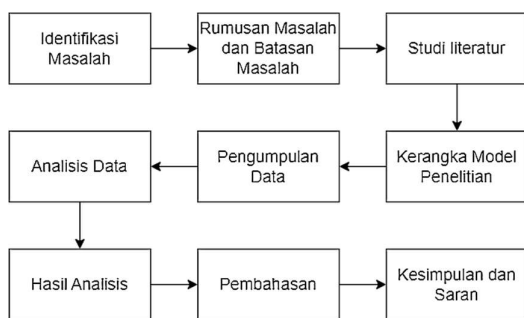 Identifikasi
Masalah
Rumusan Masalah
dan Batasan
Masalah
Studi literatur
Kerangka Model
Penelitian
Pengumpulan
Data
Analisis Data
Hasil Analisis
Pembahasan
Kesimpulan dan
Saran